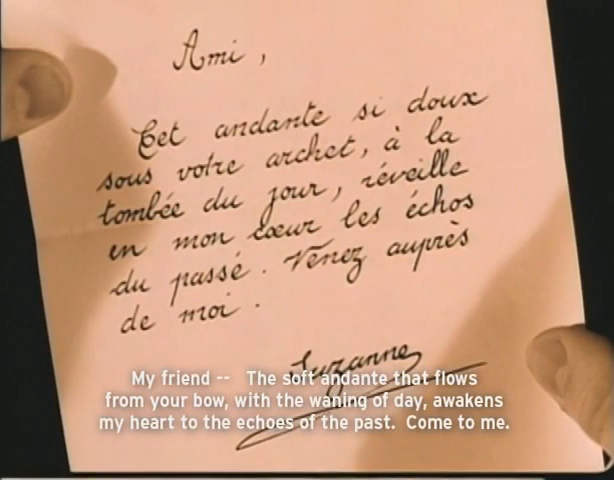 Ami,
Cet andante si doux
sous votre archet, à la
tombée du jour, réveille
en mon cœur les échos
du passé. Venez auprès
de moi.
Suzanne
My friend -- The soft andante that flows
from your bow, with the waning of day, awakens
my heart to the echoes of the past. Come to me.